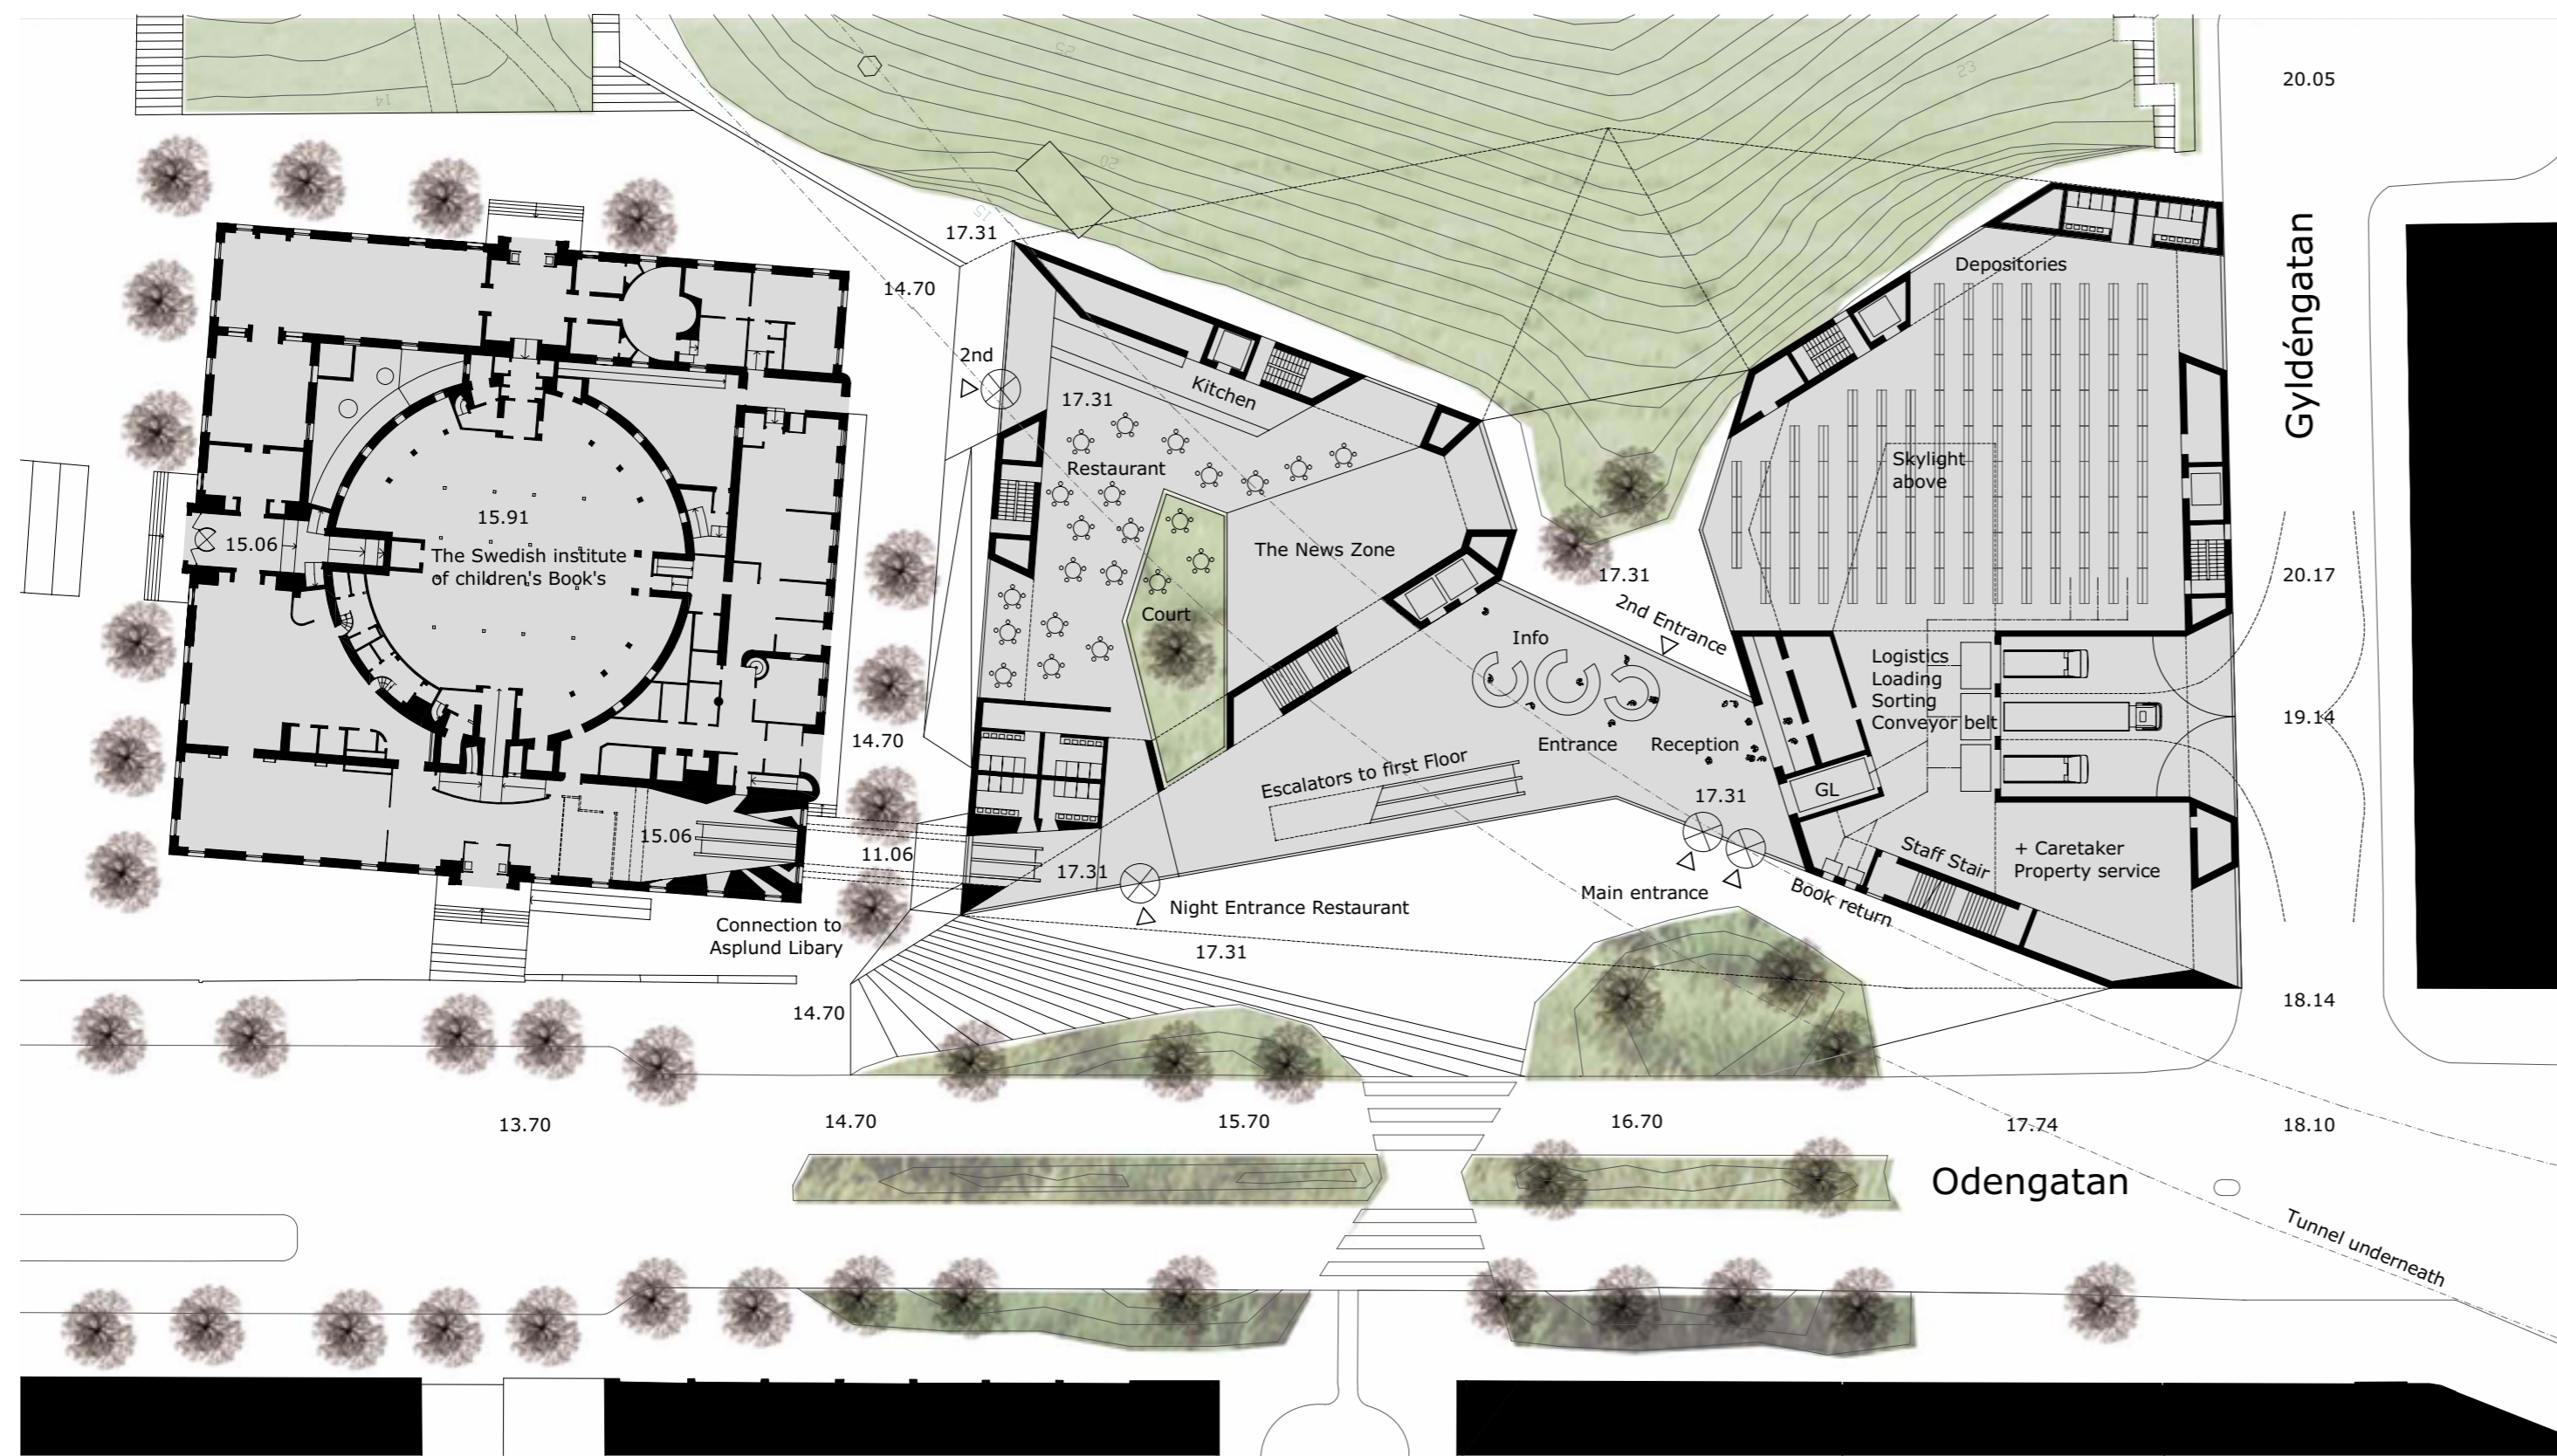 20.05
25
23
14
20
15
17.31
14.70
Gyldéngatan
Depositories
2nd
Kitchen
17.31
Restaurant
Skylight
above
15.91
15.06
The Swedish institute
of children's Book's
The News Zone
17.31
20.17
2nd Entrance
Court
Info
Logistics
Loading
Sorting
Conveyor belt
19.14
14.70
Entrance
Reception
Escalators to first Floor
GL
17.31
15.06
11.06
17.31
Staff Stair
+ Caretaker
Property service
Main entrance
Book return
Night Entrance Restaurant
Connection to
Asplund Libary
17.31
14.70
18.14
13.70
14.70
15.70
16.70
17.74
18.10
Odengatan
Tunnel underneath